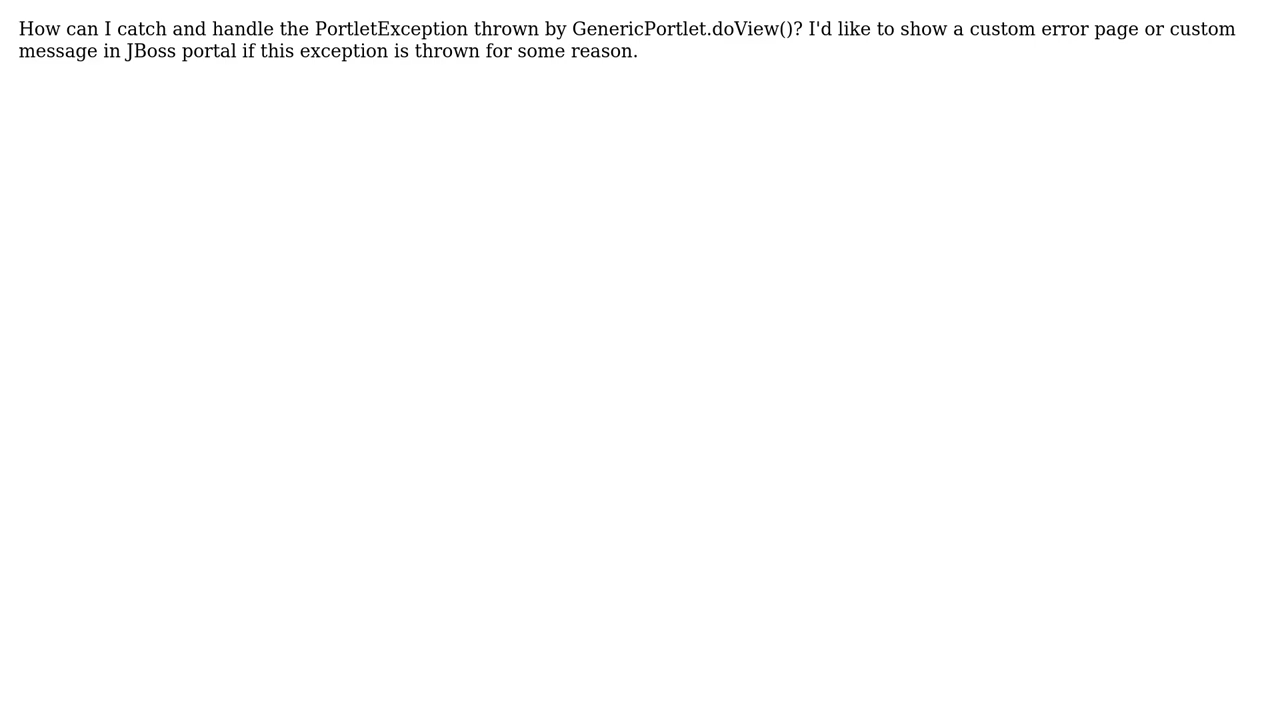 How can I catch and handle the PortletException thrown by GenericPortlet.doView()? I'd like to show a custom error page or custom
message in JBoss portal if this exception is thrown for some reason.